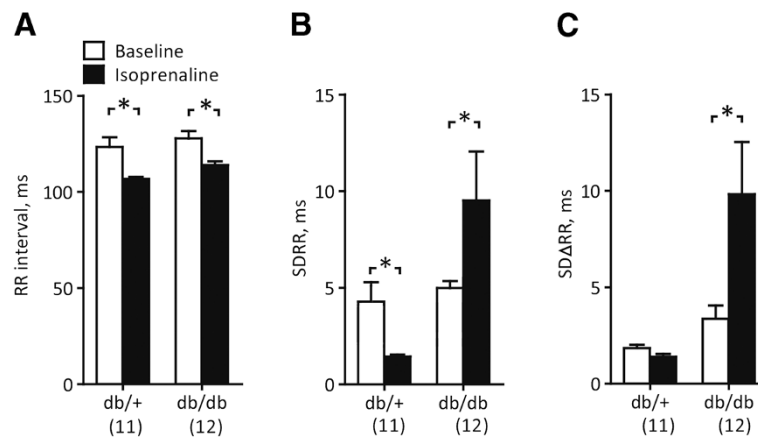 A
Baseline
Isoprenaline
RR interval, ms
150
100
50
0
*
*
db/+
(11)
db/db
(12)
B
SDRR, ms
15
10
5
0
*
*
db/+
(11)
db/db
(12)
C
SDΔRR, ms
15
10
5
0
*
db/+
(11)
db/db
(12)